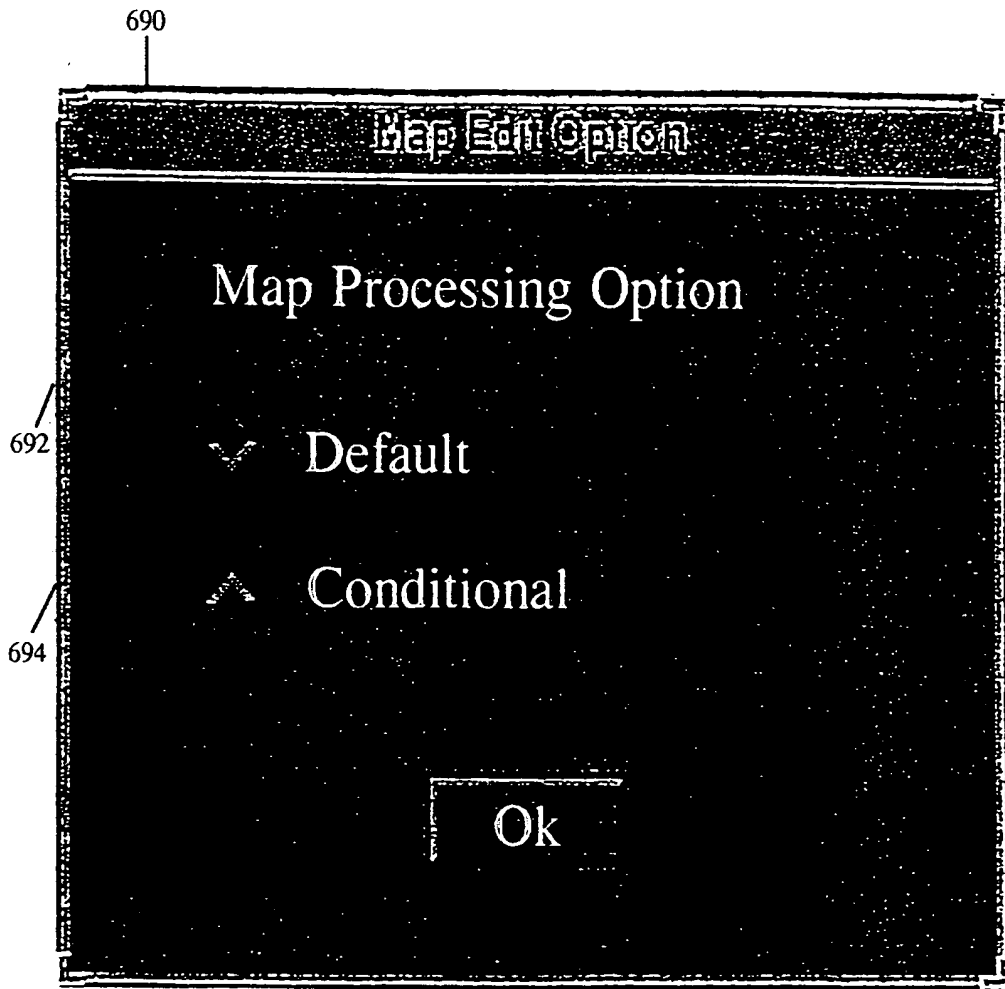 690
Map Edit Option
Map Processing Option
692
Default
Conditional
694
Ok